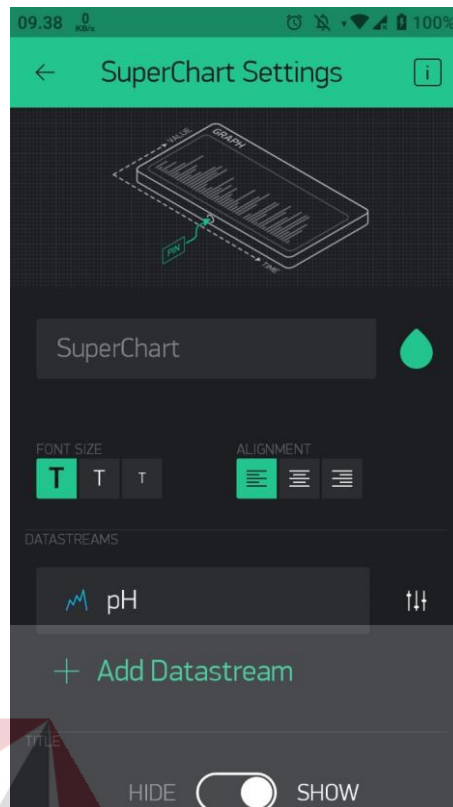 09.38 0 KB/s 100%
← SuperChart Settings i
VALUE
GRAPH
PIN
TIME
SuperChart
FONT SIZE ALIGNMENT
T T T
DATASTREAMS
pH
+ Add Datastream
TITLE
HIDE SHOW